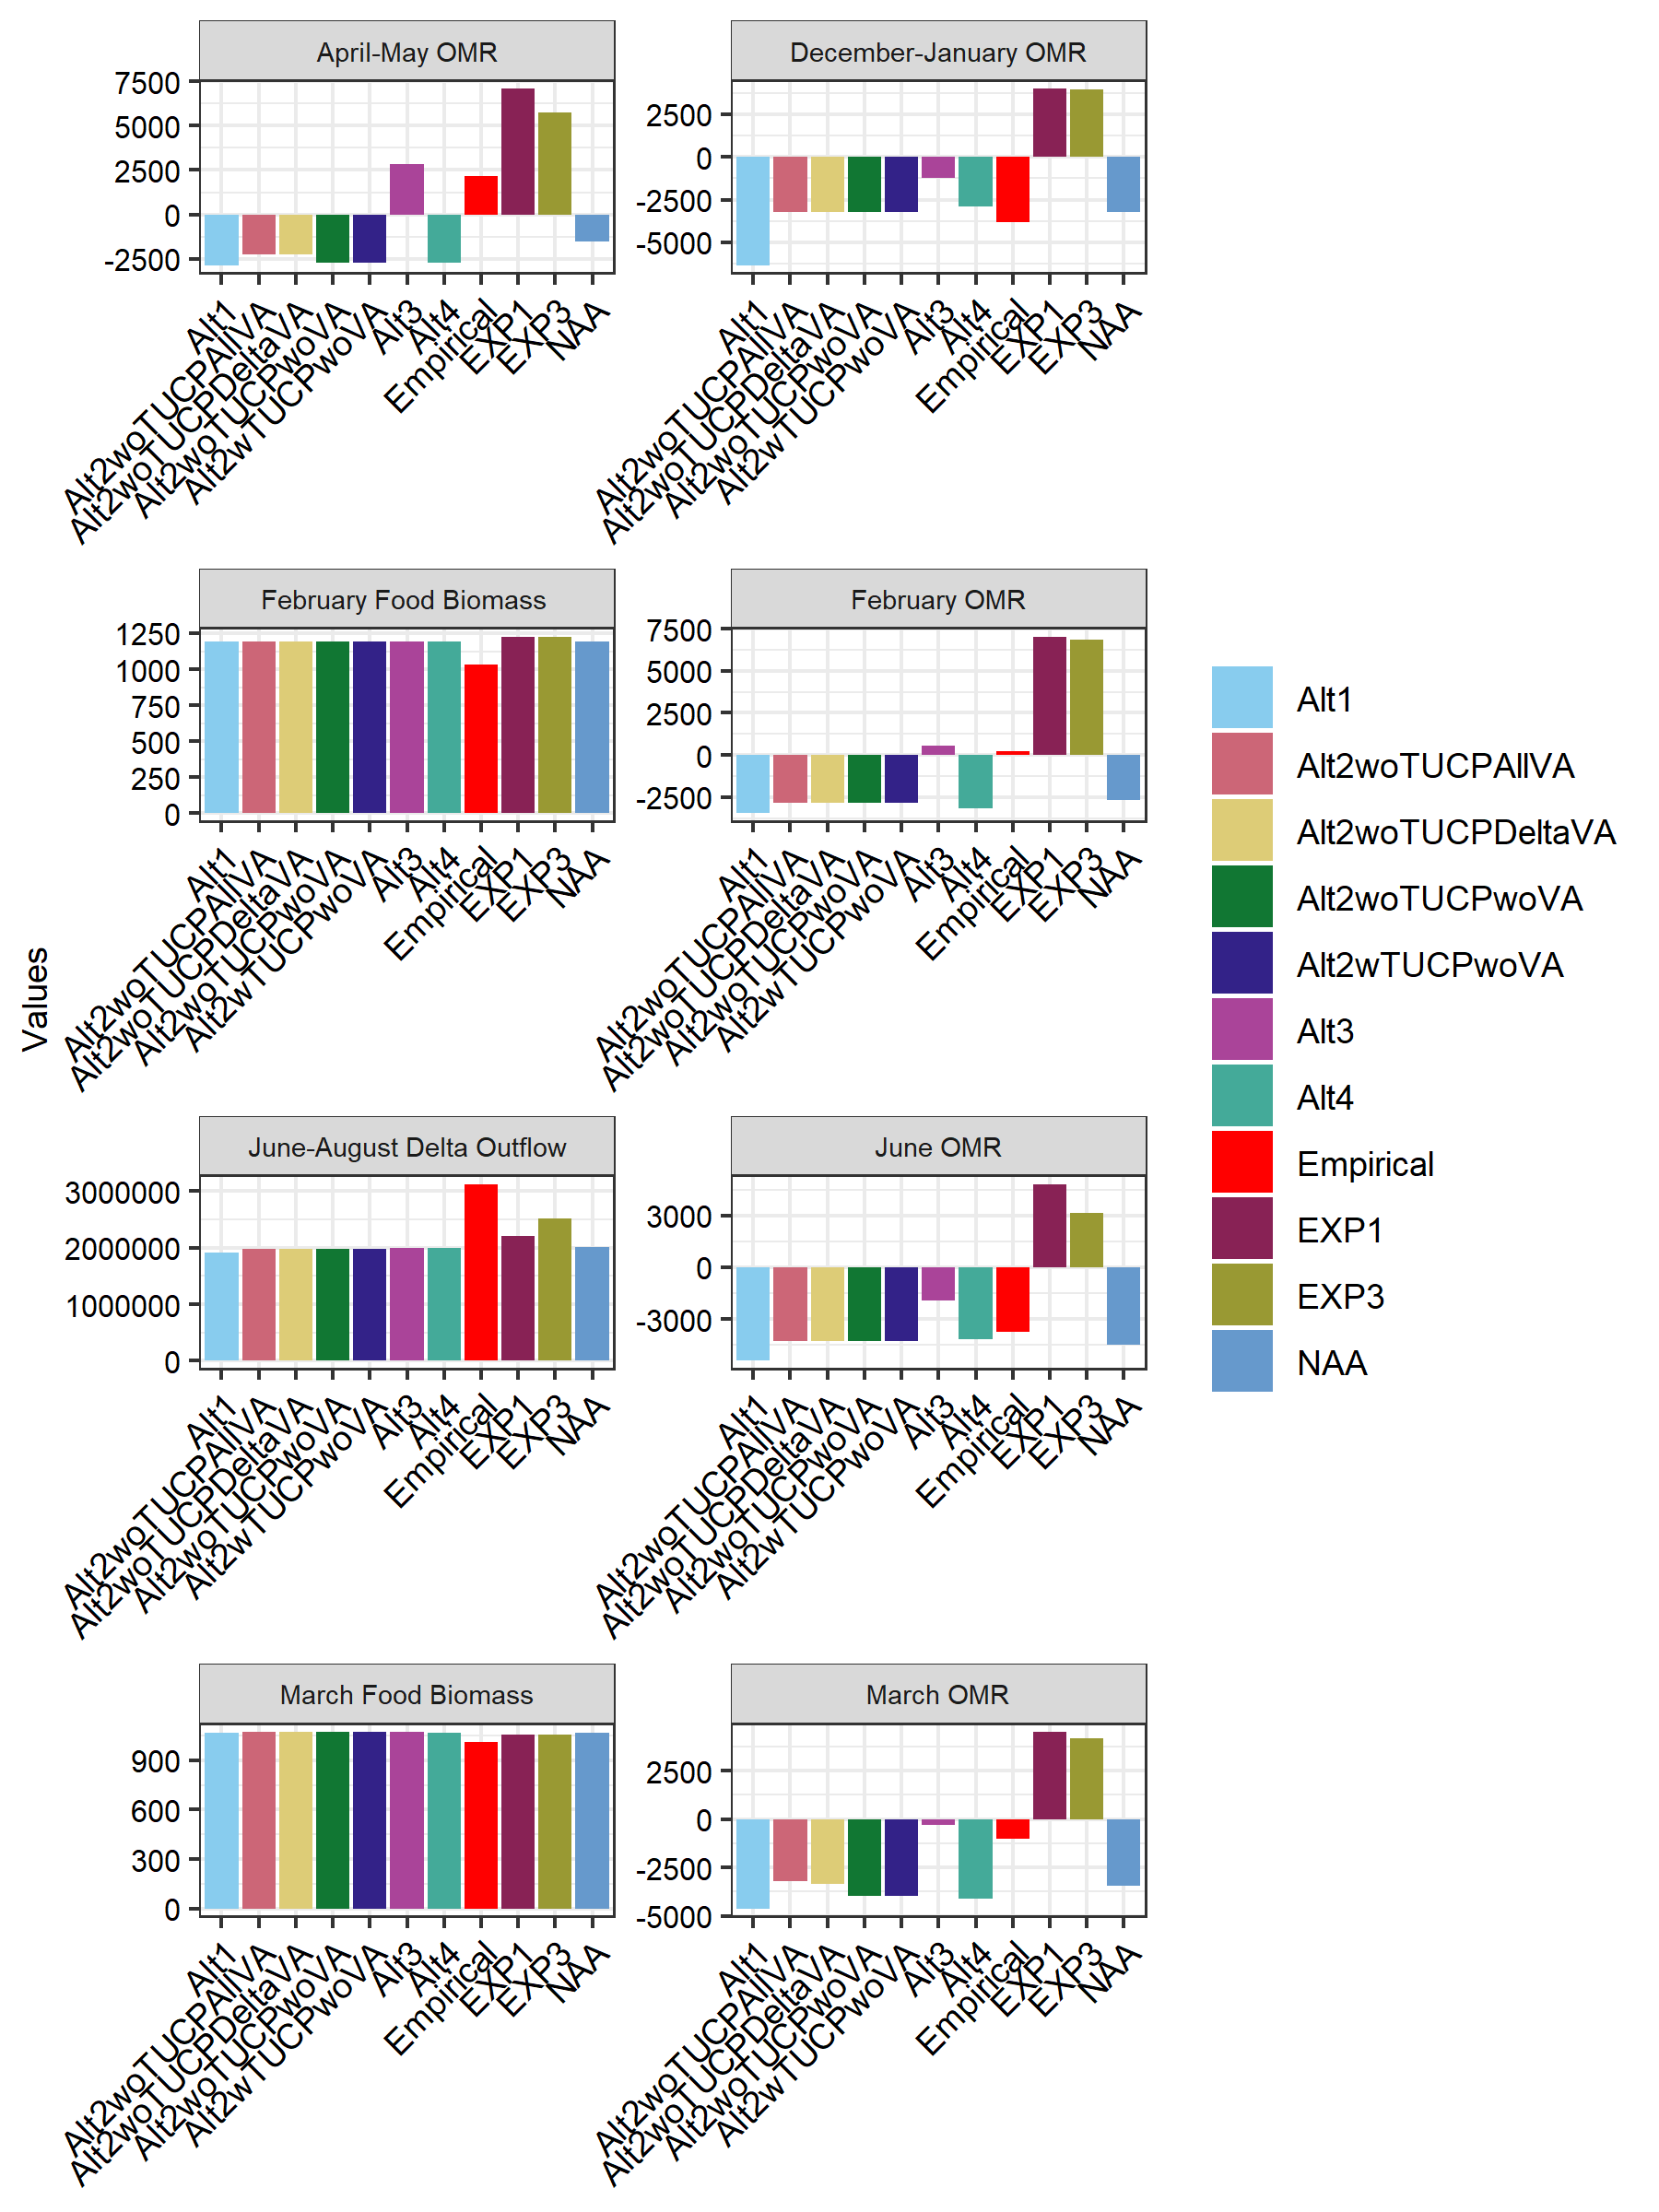 April-May OMR
December-January OMR
7500
5000
2500
0
-2500
2500
0
-2500
-5000
Alt1
Alt2woTUCPAllVA
Alt2woTUCPDeltaVA
Alt2woTUCPwoVA
Alt2wTUCPwoVA
Alt3
Alt4
Empirical
EXP1
EXP3
NAA
Alt1
Alt2woTUCPAllVA
Alt2woTUCPDeltaVA
Alt2woTUCPwoVA
Alt2wTUCPwoVA
Alt3
Alt4
Empirical
EXP1
EXP3
NAA
February Food Biomass
February OMR
1250
1000
750
500
250
0
7500
5000
2500
0
-2500
Alt1
Alt2woTUCPAllVA
Alt2woTUCPDeltaVA
Alt2woTUCPwoVA
Alt2wTUCPwoVA
Alt3
Alt4
Empirical
EXP1
EXP3
NAA
Alt1
Alt2woTUCPAllVA
Alt2woTUCPDeltaVA
Alt2woTUCPwoVA
Alt2wTUCPwoVA
Alt3
Alt4
Empirical
EXP1
EXP3
NAA
Values
June-August Delta Outflow
June OMR
3000000
2000000
1000000
0
3000
0
-3000
Alt1
Alt2woTUCPAllVA
Alt2woTUCPDeltaVA
Alt2woTUCPwoVA
Alt2wTUCPwoVA
Alt3
Alt4
Empirical
EXP1
EXP3
NAA
Alt1
Alt2woTUCPAllVA
Alt2woTUCPDeltaVA
Alt2woTUCPwoVA
Alt2wTUCPwoVA
Alt3
Alt4
Empirical
EXP1
EXP3
NAA
March Food Biomass
March OMR
900
600
300
0
2500
0
-2500
-5000
Alt1
Alt2woTUCPAllVA
Alt2woTUCPDeltaVA
Alt2woTUCPwoVA
Alt2wTUCPwoVA
Alt3
Alt4
Empirical
EXP1
EXP3
NAA
Alt1
Alt2woTUCPAllVA
Alt2woTUCPDeltaVA
Alt2woTUCPwoVA
Alt2wTUCPwoVA
Alt3
Alt4
Empirical
EXP1
EXP3
NAA
Alt1
Alt2woTUCPAllVA
Alt2woTUCPDeltaVA
Alt2woTUCPwoVA
Alt2wTUCPwoVA
Alt3
Alt4
Empirical
EXP1
EXP3
NAA